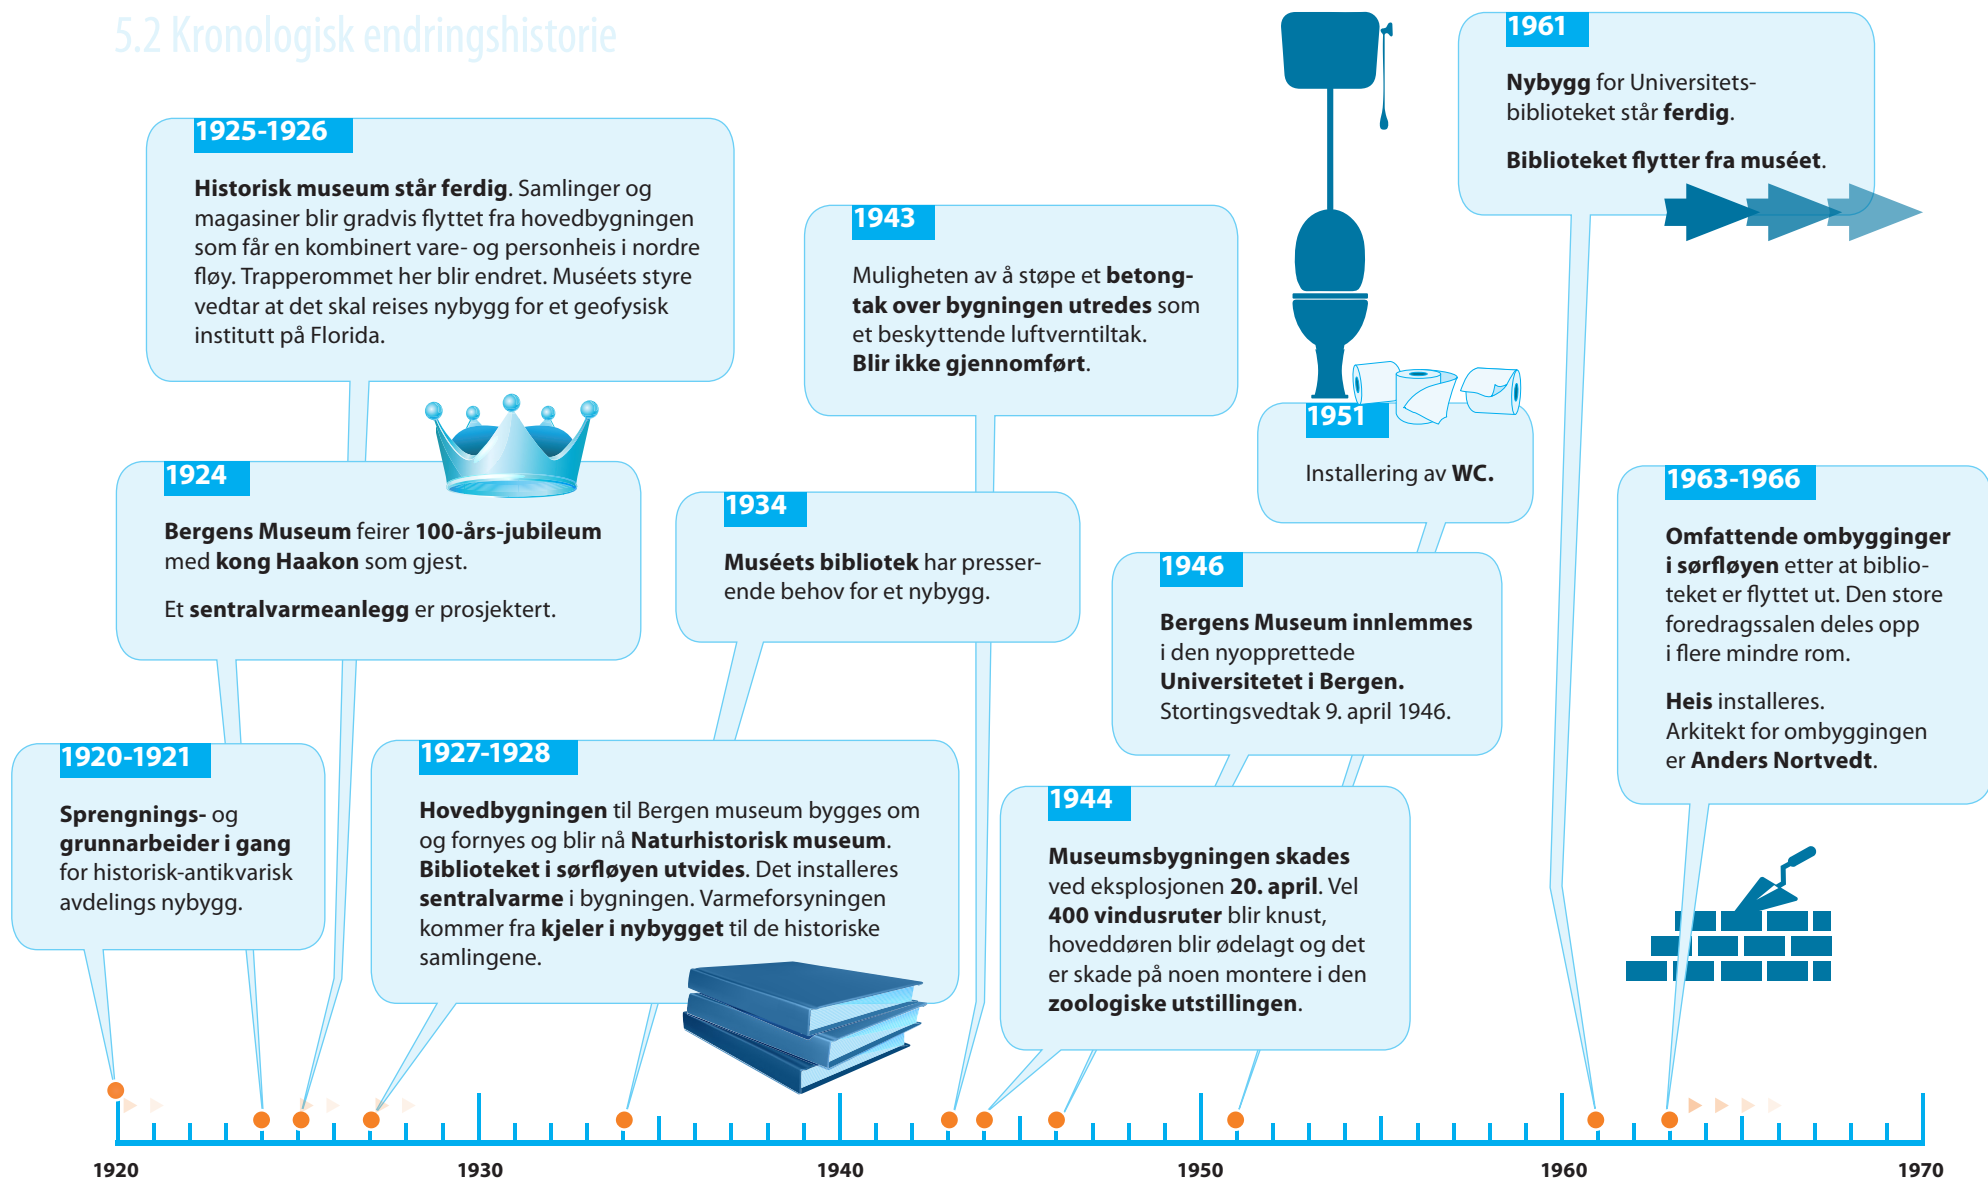 5.2 Kronologisk endringshistorie
1925-1926
Historisk museum står ferdig. Samlinger og
magasiner blir gradvis flyttet fra hovedbygningen
som får en kombinert vare- og personheis i nordre
fløy. Trapperommet her blir endret. Muséets styre
vedtar at det skal reises nybygg for et geofysisk
institutt på Florida.
1924
Bergens Museum feirer 100-års-jubileum
med kong Haakon som gjest.
Et sentralvarmeanlegg er prosjektert.
1920-1921
Sprengnings- og
grunnarbeider i gang
for historisk-antikvarisk
avdelings nybygg.
1927-1928
Hovedbygningen til Bergen museum bygges om
og fornyes og blir nå Naturhistorisk museum.
Biblioteket i sørfløyen utvides. Det installeres
sentralvarme i bygningen. Varmeforsyningen
kommer fra kjeler i nybygget til de historiske
samlingene.
1934
Muséets bibliotek har presser-
ende behov for et nybygg.
1943
Muligheten av å støpe et betong-
tak over bygningen utredes som
et beskyttende luftverntiltak.
Blir ikke gjennomført.
1944
Museumsbygningen skades
ved eksplosjonen 20. april. Vel
400 vindusruter blir knust,
hoveddøren blir ødelagt og det
er skade på noen montere i den
zoologiske utstillingen.
1946
Bergens Museum innlemmes
i den nyopprettede
Universitetet i Bergen.
Stortingsvedtak 9. april 1946.
1951
Installering av WC.
1961
Nybygg for Universitets-
biblioteket står ferdig.
Biblioteket flytter fra muséet.
1963-1966
Omfattende ombygginger
i sørfløyen etter at biblio-
teket er flyttet ut. Den store
foredragssalen deles opp
i flere mindre rom.
Heis installeres.
Arkitekt for ombyggingen
er Anders Nortvedt.
1920 1930 1940 1950 1960 1970